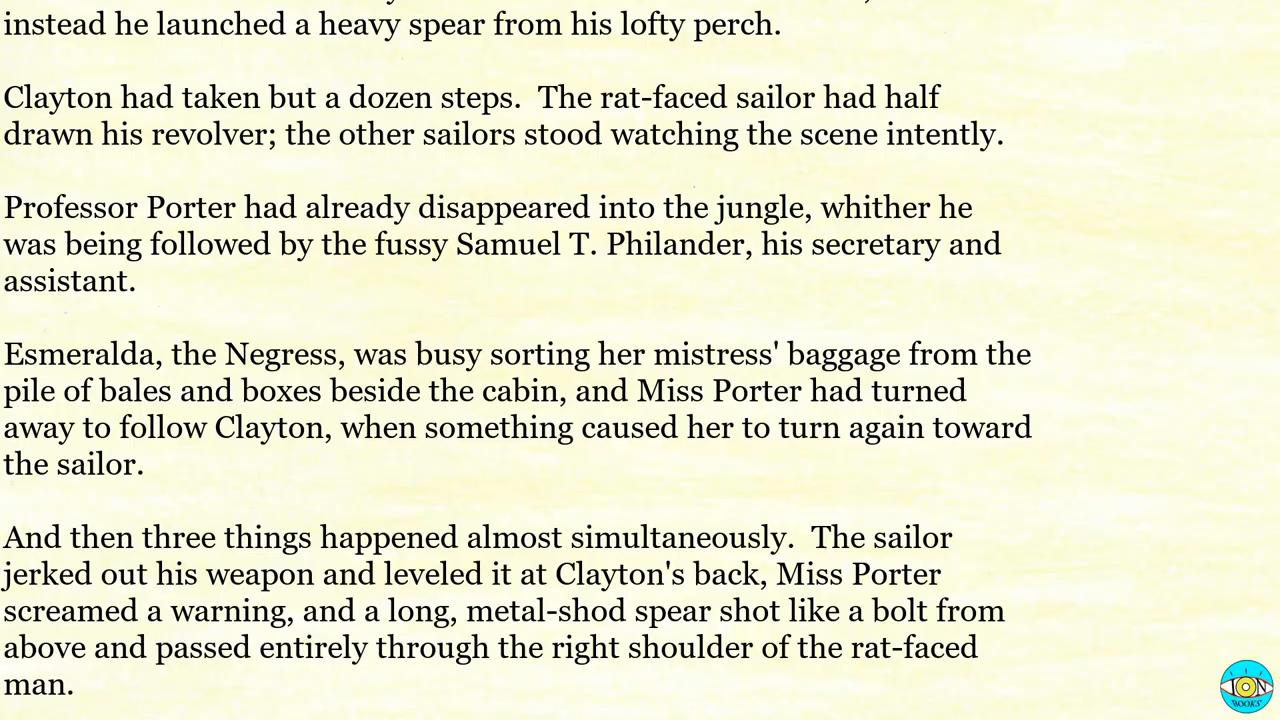 instead he launched a heavy spear from his lofty perch.
Clayton had taken but a dozen steps.  The rat-faced sailor had half
drawn his revolver; the other sailors stood watching the scene intently.
Professor Porter had already disappeared into the jungle, whither he
was being followed by the fussy Samuel T. Philander, his secretary and
assistant.
Esmeralda, the Negress, was busy sorting her mistress' baggage from the
pile of bales and boxes beside the cabin, and Miss Porter had turned
away to follow Clayton, when something caused her to turn again toward
the sailor.
And then three things happened almost simultaneously.  The sailor
jerked out his weapon and leveled it at Clayton's back, Miss Porter
screamed a warning, and a long, metal-shod spear shot like a bolt from
above and passed entirely through the right shoulder of the rat-faced
man.
ION
BOOKS